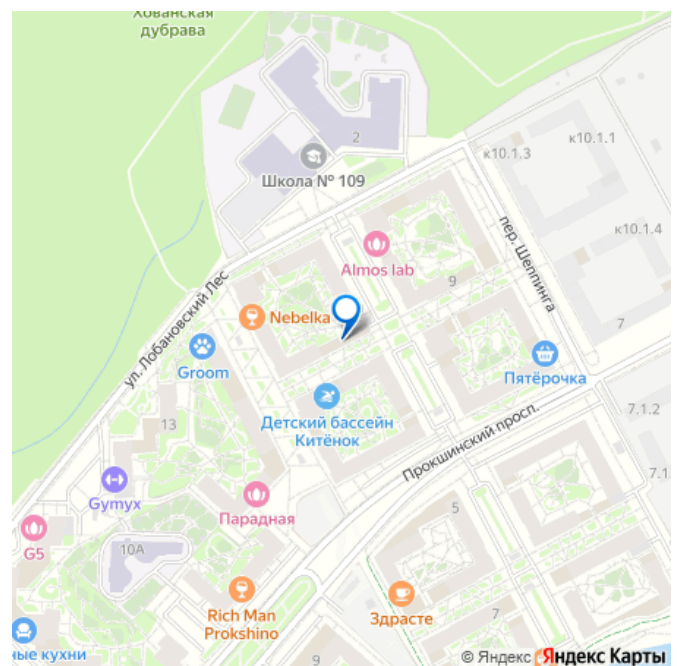 Хованская
дубрава
2
к10.1.1
к10.1.3
Школа № 109
пер. Шеппинга
к10.1.4
Almos lab
9
ул. Лобановский Лес
Nebelka
7
Groom
Пятёрочка
Детский бассейн
Китёнок
13
7.1.2
Прокшинский просп.
7.1.
Gymyx
Парадная
5
G5
10А
Rich Man
Prokshino
Здрасте
7
ные кухни
9
© Яндекс Яндекс Карты